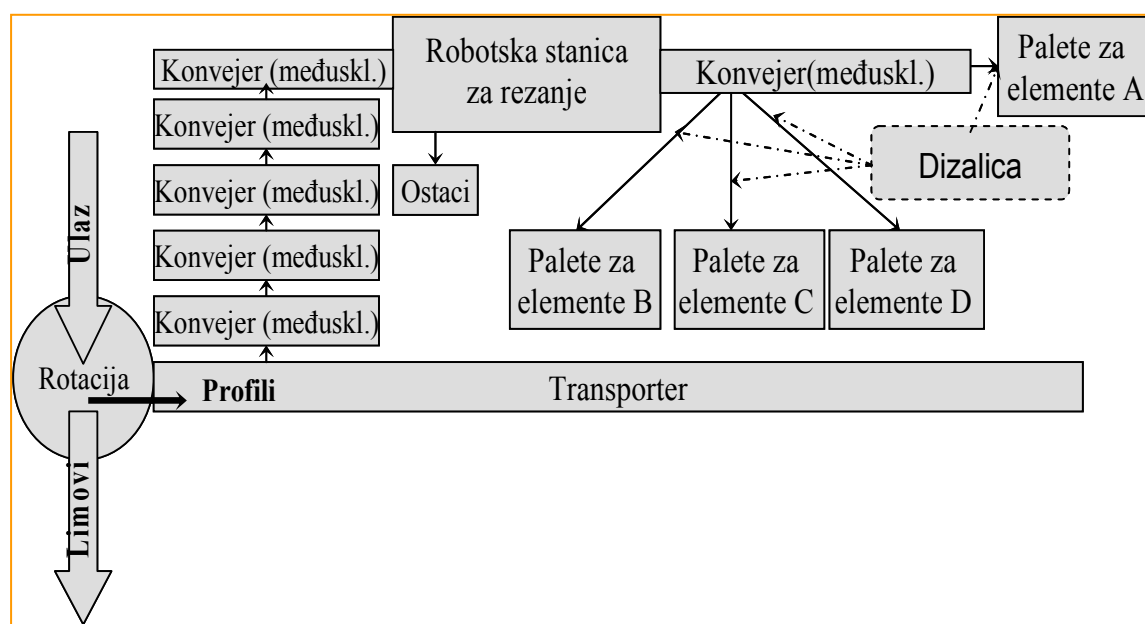 Konvejer (međuskl.)
Robotska stanica
za rezanje
Konvejer(međuskl.)
Palete za
elemente A
Konvejer (međuskl.)
Dizalica
Konvejer (međuskl.)
Ostaci
Ulaz
Konvejer (međuskl.)
Palete za
elemente B
Palete za
elemente C
Palete za
elemente D
Konvejer (međuskl.)
Rotacija
Profili
Transporter
Limovi